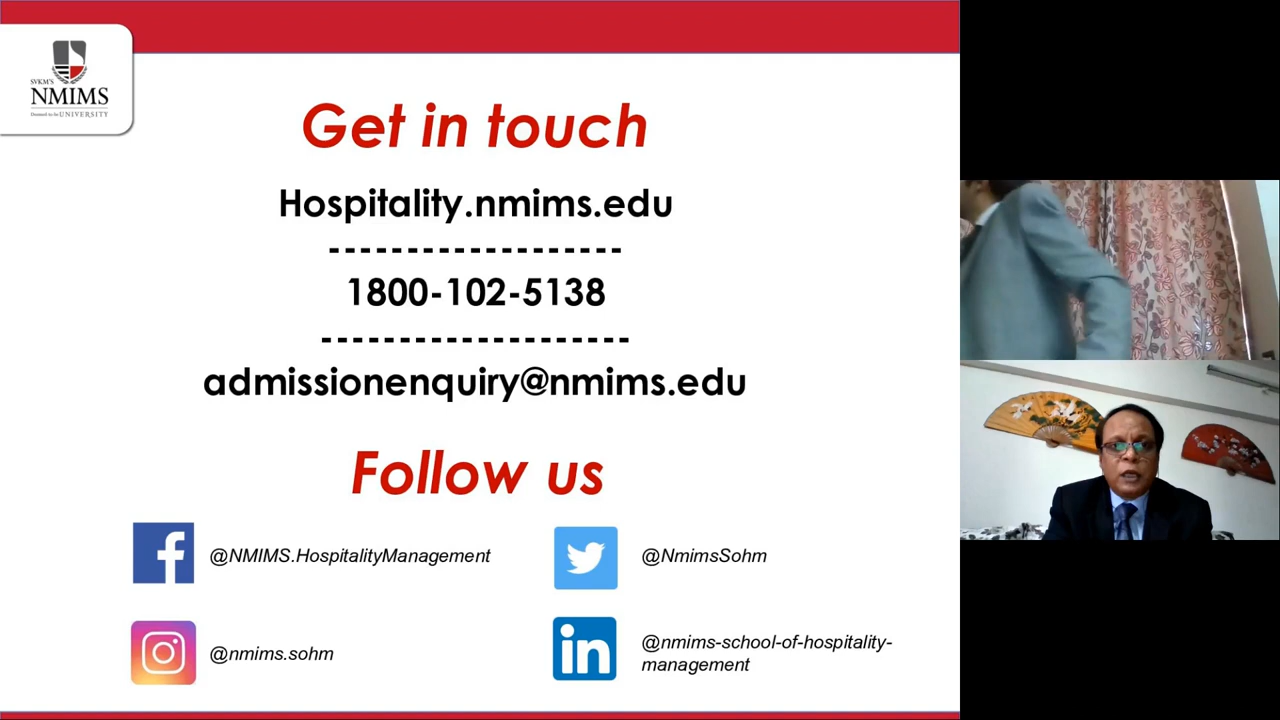 SVKM'S
NMIMS
Deemed to be UNIVERSITY
Get in touch
Hospitality.nmims.edu
-------------------
1800-102-5138
--------------------
admissionenquiry@nmims.edu
Follow us
@NMIMS.HospitalityManagement
@NmimsSohm
@nmims.sohm
@nmims-school-of-hospitality-
management